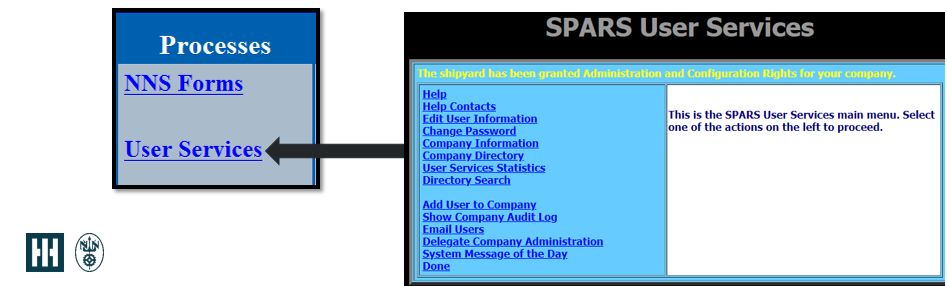 Processes
NNS Forms
User Services
SPARS User Services
The shipyard has been granted Administration and Configuration Rights for your company.
Help
Help Contacts
Edit User Information
Change Password
Company Information
Company Directory
User Services Statistics
Directory Search
Add User to Company
Show Company Audit Log
Email Users
Delegate Company Administration
System Message of the Day
Done
This is the SPARS User Services main menu. Select
one of the actions on the left to proceed.